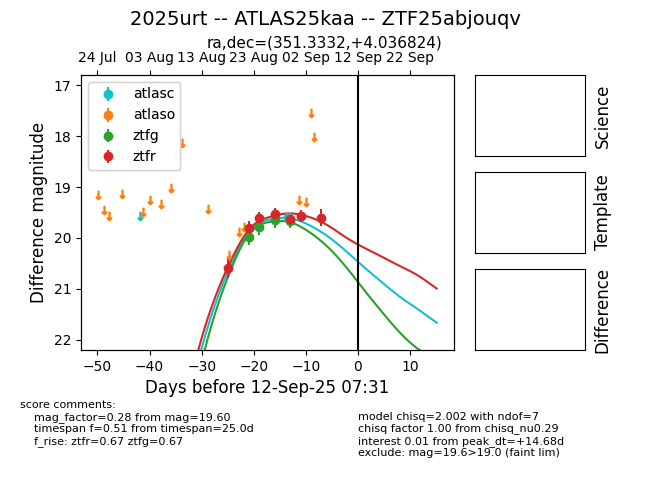 2025urt -- ATLAS25kaa -- ZTF25abjouqv
ra,dec=(351.3332,+4.036824)
24 Jul 03 Aug 13 Aug 23 Aug 02 Sep 12 Sep 22 Sep
atlasc
atlaso
ztfg
ztfr
17
18
19
20
21
22
Difference magnitude
−50 −40 −30 −20 −10 0 10
Days before 12-Sep-25 07:31
Science
Template
Difference
score comments:
mag_factor=0.28 from mag=19.60
timespan f=0.51 from timespan=25.0d
f_rise: ztfr=0.67 ztfg=0.67
model chisq=2.002 with ndof=7
chisq factor 1.00 from chisq_nu0.29
interest 0.01 from peak_dt=+14.68d
exclude: mag=19.6>19.0 (faint lim)